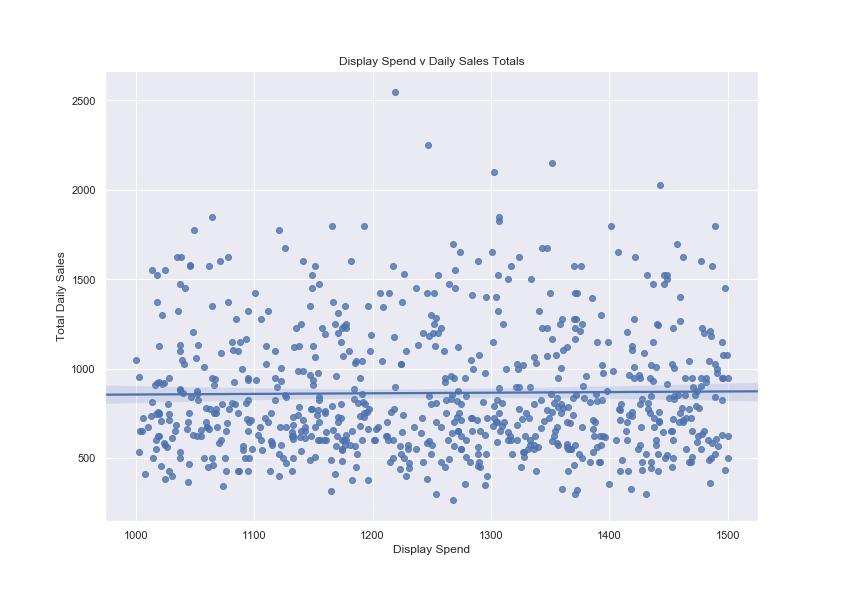 Display Spend v Daily Sales Totals
2500
2000
1500
1000
500
Total Daily Sales
1000 1100 1200 1300 1400 1500
Display Spend